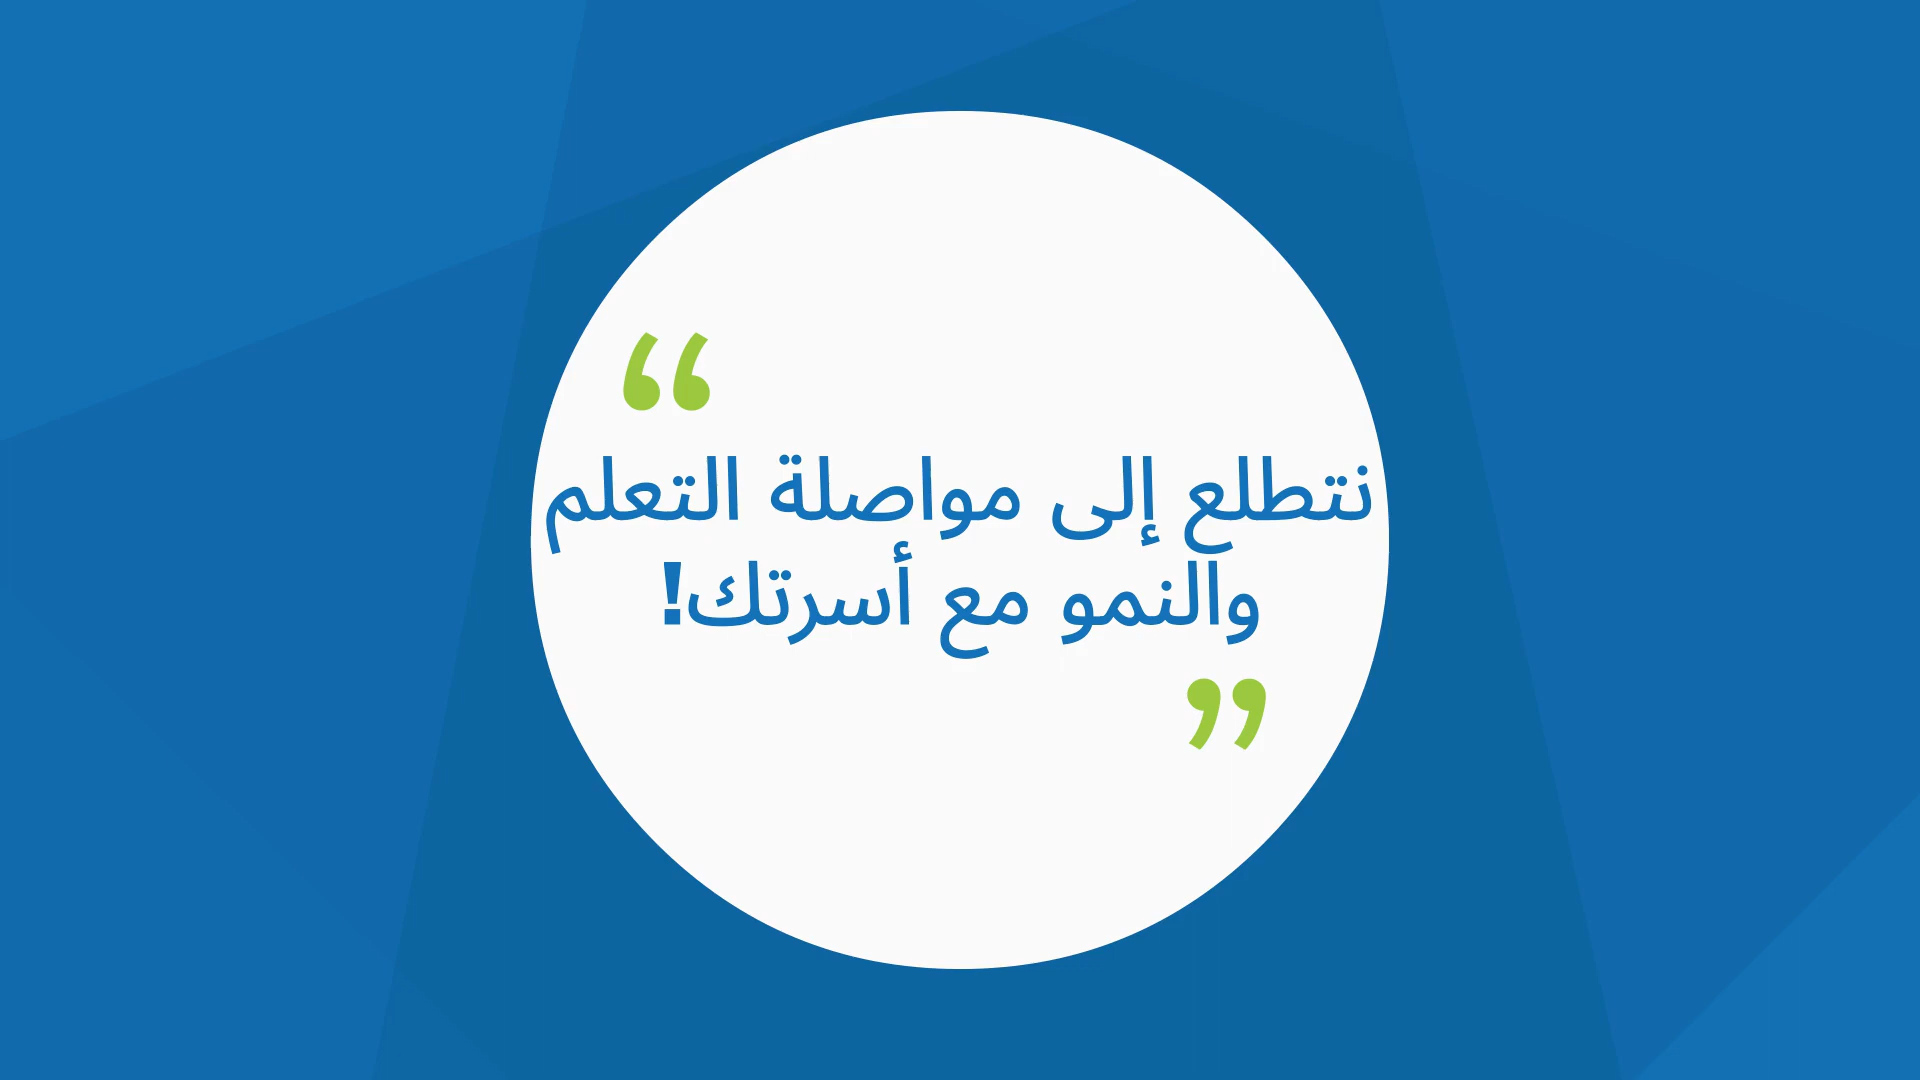 “
نتطلع إلى مواصلة التعلم
والنمو مع أسرتك!
”